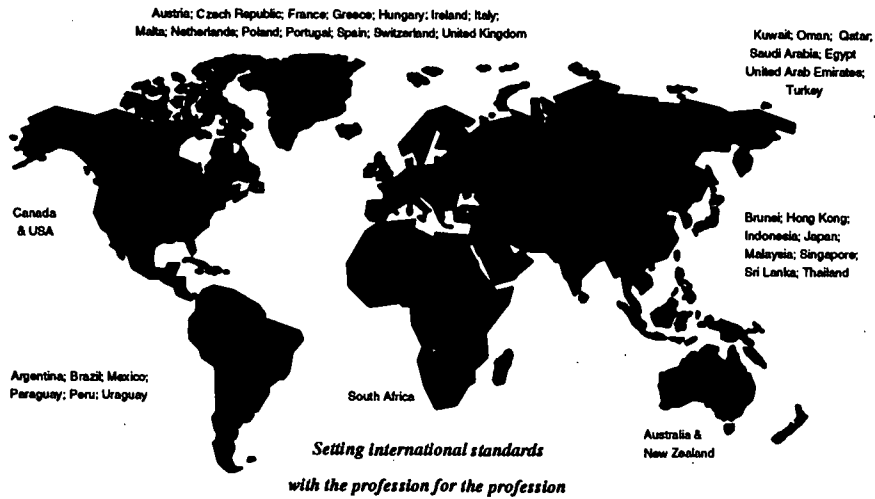 Austria; Czech Republic; France; Greece; Hungary; Ireland; Italy;
Malta; Netherlands; Poland; Portugal; Spain; Switzerland; United Kingdom
Kuwait; Oman; Qatar;
Saudi Arabia; Egypt
United Arab Emirates;
Turkey
Canada
& USA
Brunei; Hong Kong;
Indonesia; Japan;
Malaysia; Singapore;
Sri Lanka; Thailand
Argentina; Brazil; Mexico;
Paraguay; Peru; Uraguay
South Africa
Australia &
New Zealand
Setting international standards
with the profession for the profession